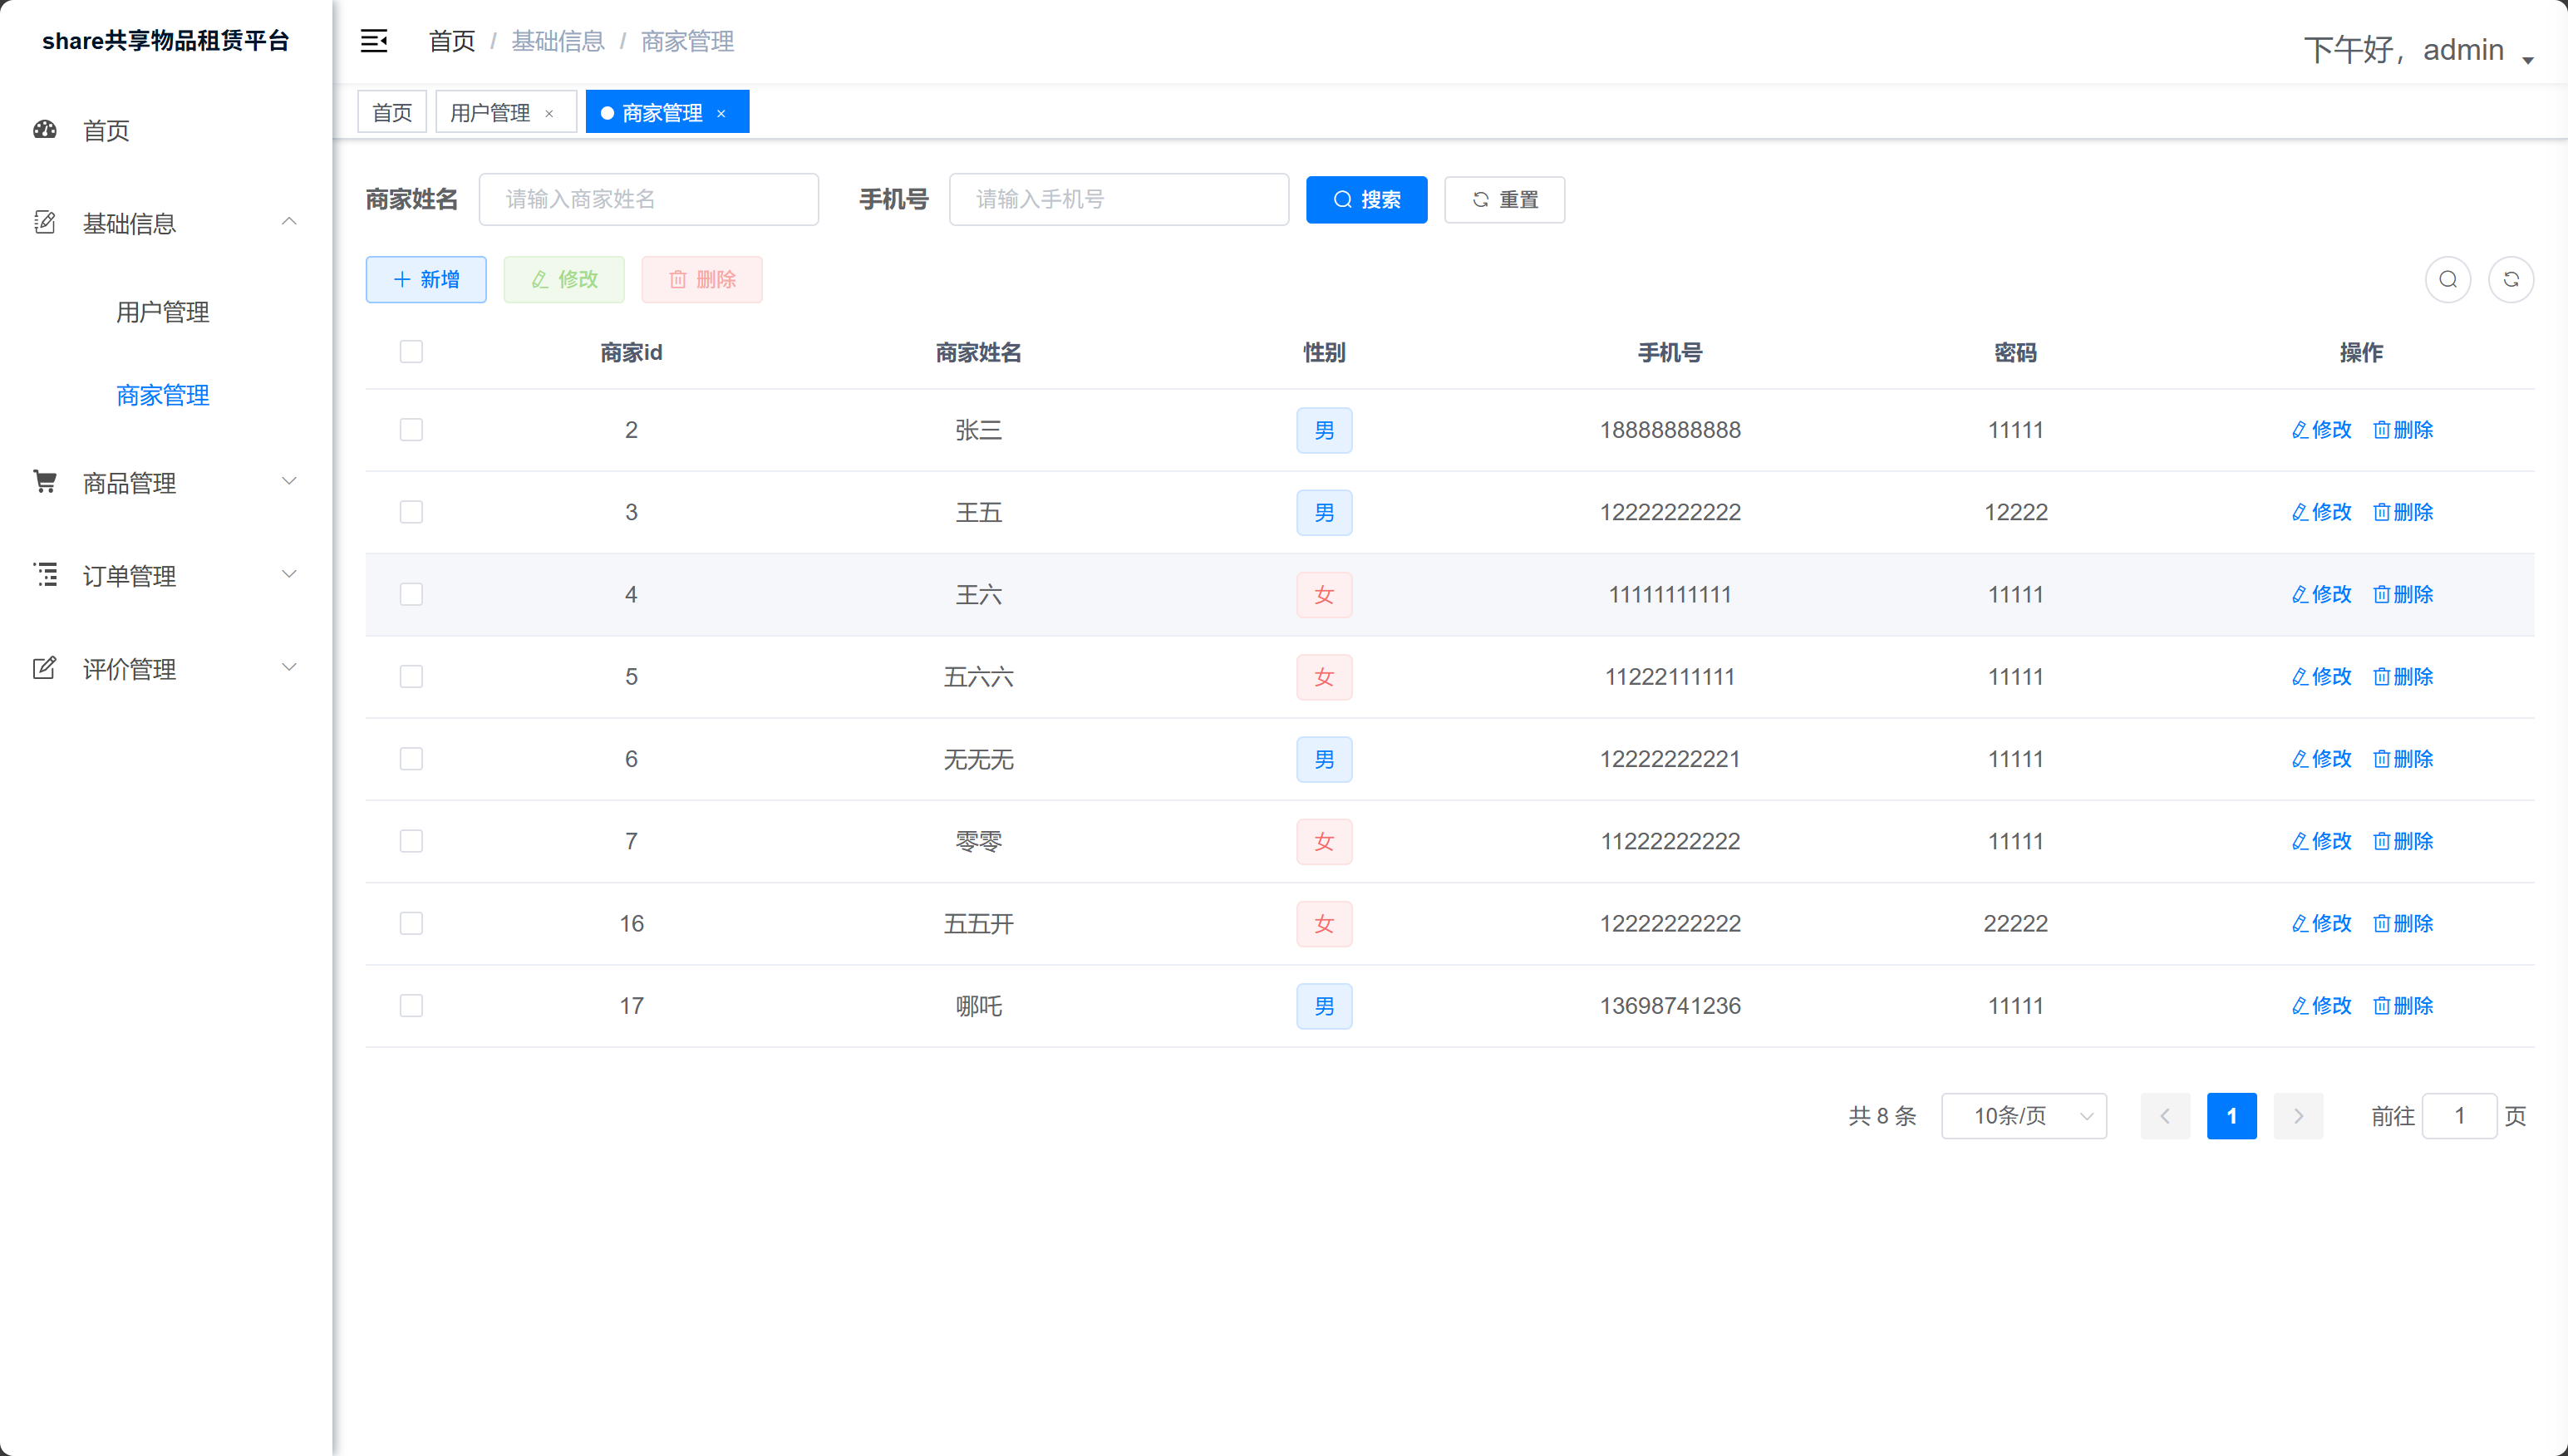 share共享物品租赁平台
首页
基础信息
用户管理
商家管理
商品管理
订单管理
评价管理
首页 / 基础信息 / 商家管理
下午好，admin
首页 用户管理 × 商家管理 ×
商家姓名 请输入商家姓名 手机号 请输入手机号 搜索 重置
新增 修改 删除
商家id 商家姓名 性别 手机号 密码 操作
2 张三 男 18888888888 11111 修改 删除
3 王五 男 12222222222 12222 修改 删除
4 王六 女 11111111111 11111 修改 删除
5 五六六 女 11222111111 11111 修改 删除
6 无无无 男 12222222221 11111 修改 删除
7 零零 女 11222222222 11111 修改 删除
16 五五开 女 12222222222 22222 修改 删除
17 哪吒 男 13698741236 11111 修改 删除
共 8 条 10条/页 1 前往 1 页